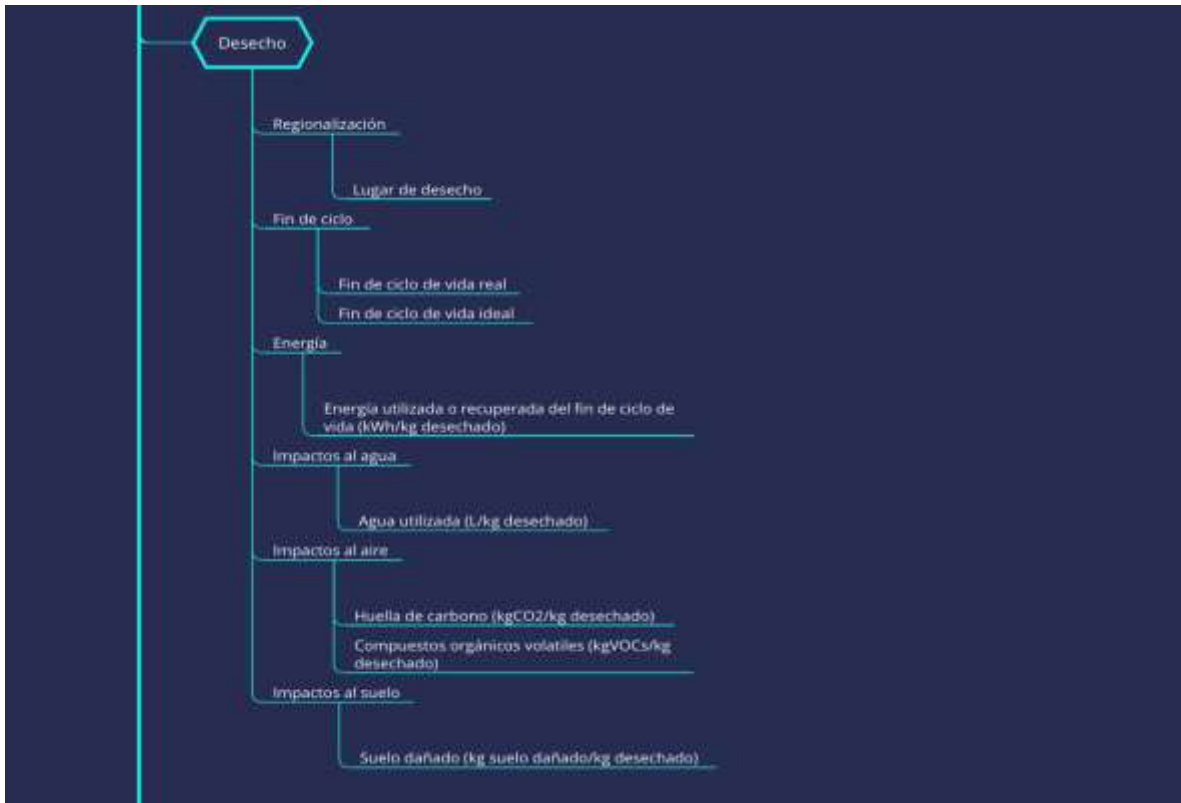 Desecho
Regionalización
Lugar de desecho
Fin de ciclo
Fin de ciclo de vida real
Fin de ciclo de vida ideal
Energía
Energía utilizada o recuperada del fin de ciclo de
vida (kWh/kg desechado)
Impactos al agua
Agua utilizada (L/kg desechado)
Impactos al aire
Huella de carbono (kgCO2/kg desechado)
Compuestos orgánicos volatiles (kgVOCs/kg
desechado)
Impactos al suelo
Suelo dañado (kg suelo dañado/kg desechado)